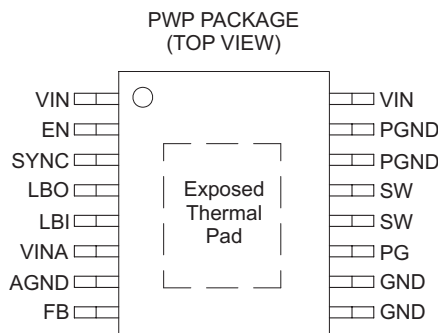 PWP PACKAGE
(TOP VIEW)
VIN
EN
SYNC
LBO
LBI
VINA
AGND
FB
Exposed
Thermal
Pad
VIN
PGND
PGND
SW
SW
PG
GND
GND